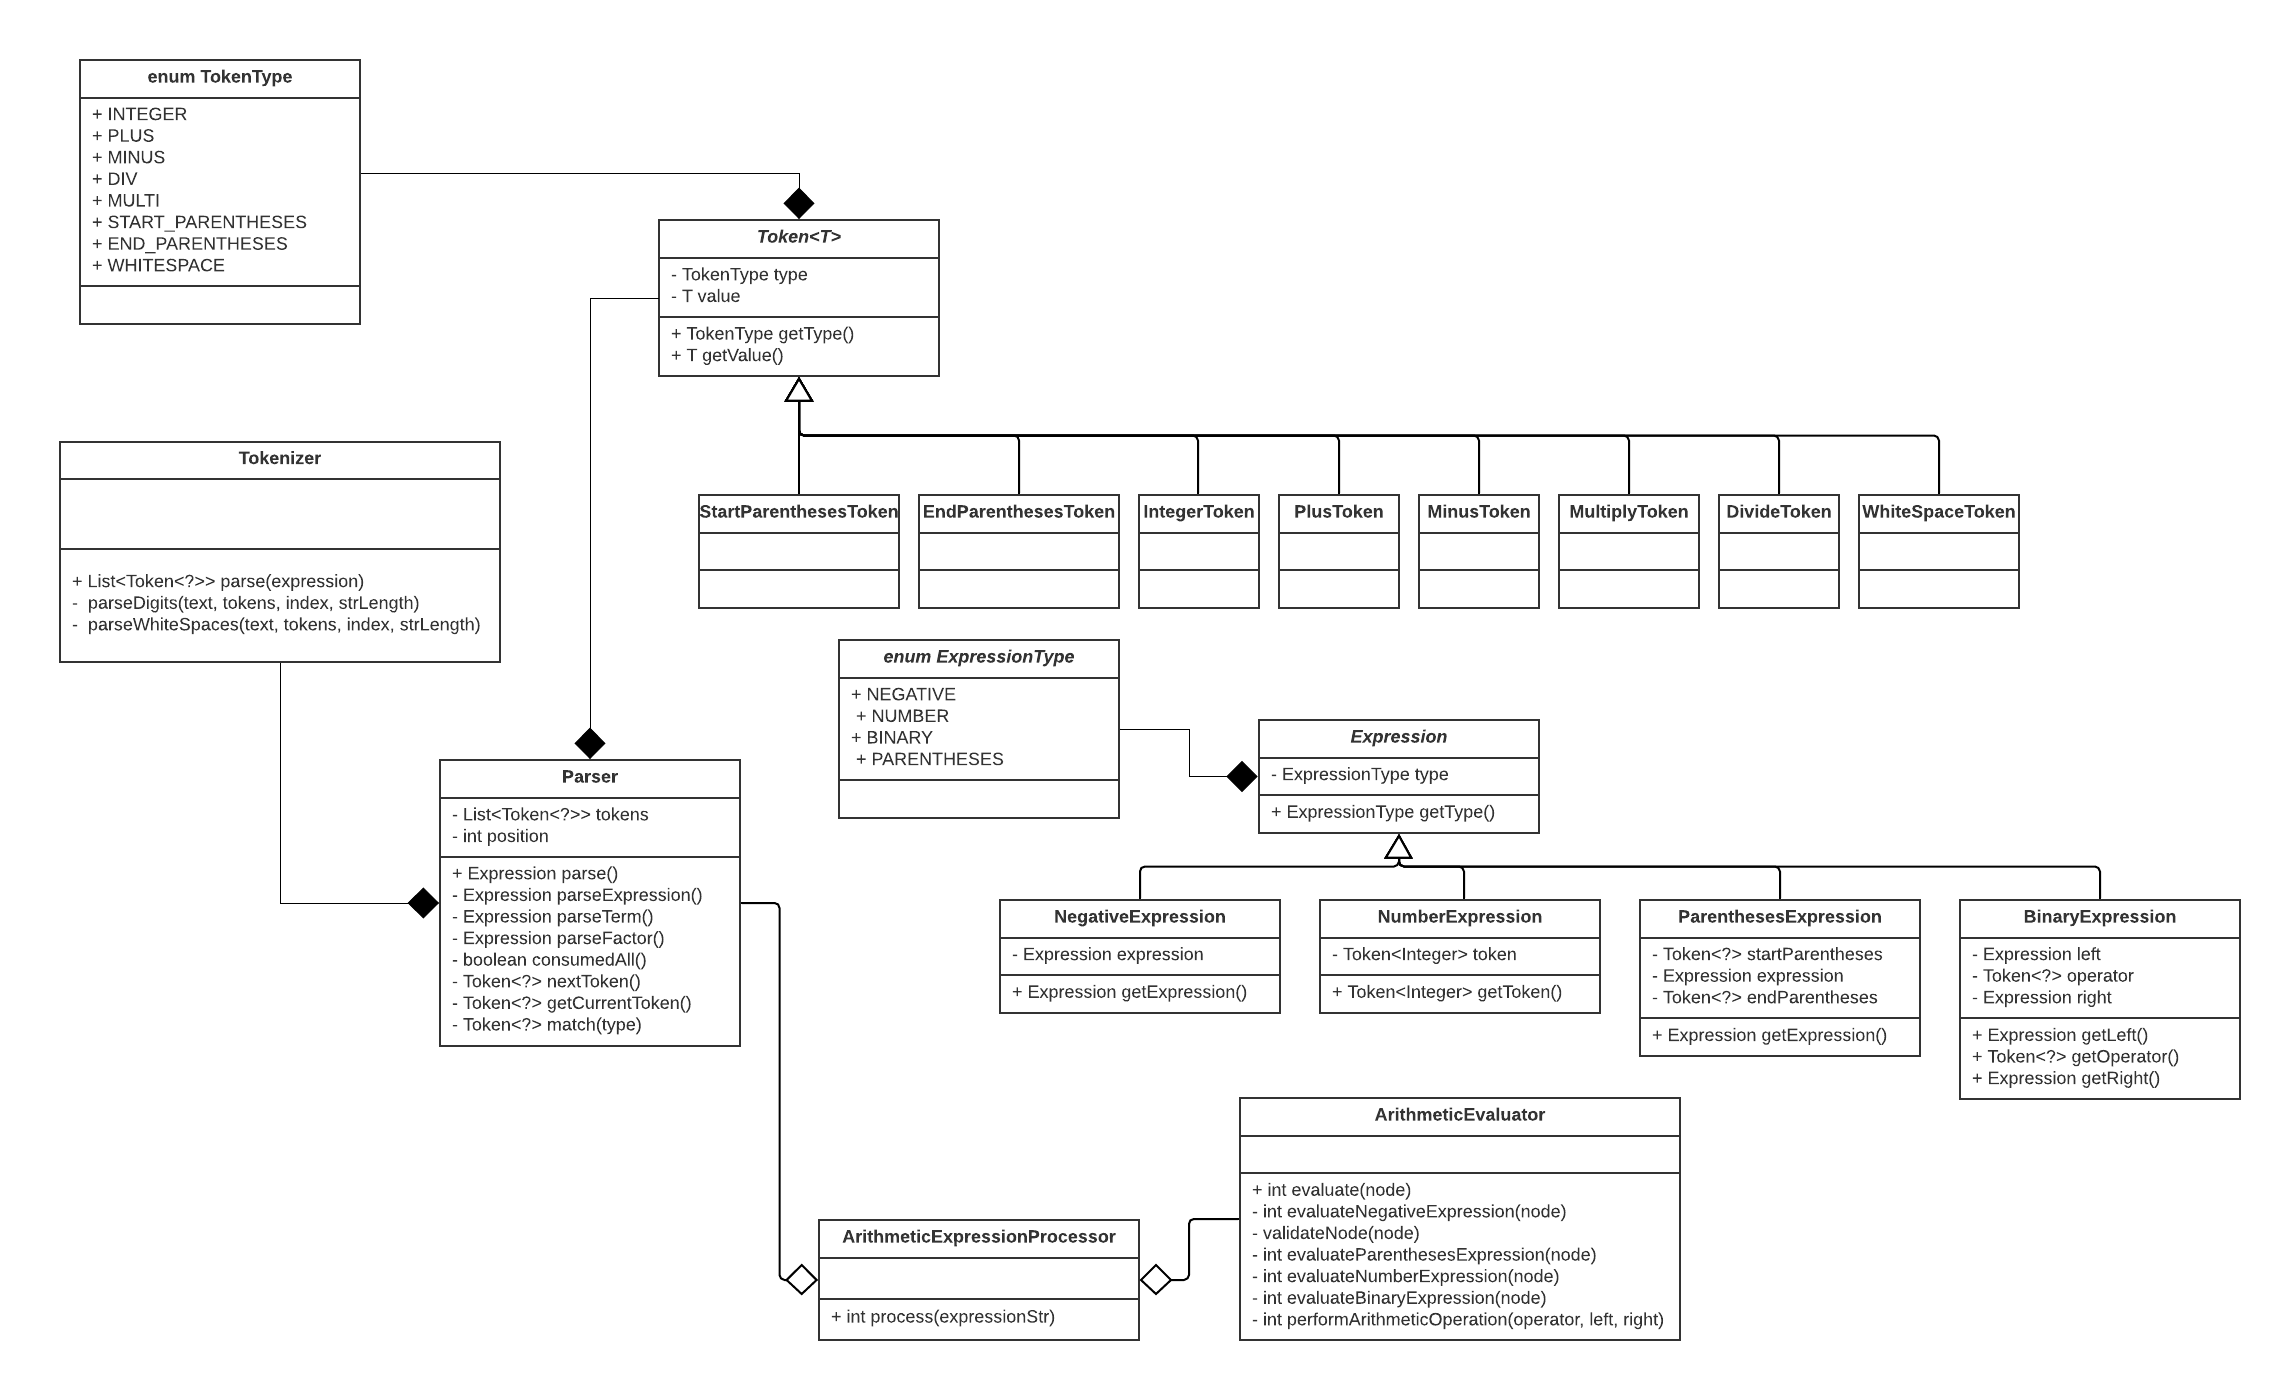 enum TokenType
+ INTEGER
+ PLUS
+ MINUS
+ DIV
+ MULTI
+ START_PARENTHESES
+ END_PARENTHESES
+ WHITESPACE
Token<T>
- TokenType type
- T value
+ TokenType getType()
+ T getValue()
Tokenizer
+ List<Token<?>> parse(expression)
- parseDigits(text, tokens, index, strLength)
- parseWhiteSpaces(text, tokens, index, strLength)
StartParenthesesToken
EndParenthesesToken
IntegerToken
PlusToken
MinusToken
MultiplyToken
DivideToken
WhiteSpaceToken
enum ExpressionType
+ NEGATIVE
+ NUMBER
+ BINARY
+ PARENTHESES
Expression
- ExpressionType type
+ ExpressionType getType()
Parser
- List<Token<?>> tokens
- int position
+ Expression parse()
- Expression parseExpression()
- Expression parseTerm()
- Expression parseFactor()
- boolean consumedAll()
- Token<?> nextToken()
- Token<?> getCurrentToken()
- Token<?> match(type)
NegativeExpression
- Expression expression
+ Expression getExpression()
NumberExpression
- Token<Integer> token
+ Token<Integer> getToken()
ParenthesesExpression
- Token<?> startParentheses
- Expression expression
- Token<?> endParentheses
+ Expression getExpression()
BinaryExpression
- Expression left
- Token<?> operator
- Expression right
+ Expression getLeft()
+ Token<?> getOperator()
+ Expression getRight()
ArithmeticEvaluator
+ int evaluate(node)
- int evaluateNegativeExpression(node)
- validateNode(node)
- int evaluateParenthesesExpression(node)
- int evaluateNumberExpression(node)
- int evaluateBinaryExpression(node)
- int performArithmeticOperation(operator, left, right)
ArithmeticExpressionProcessor
+ int process(expressionStr)